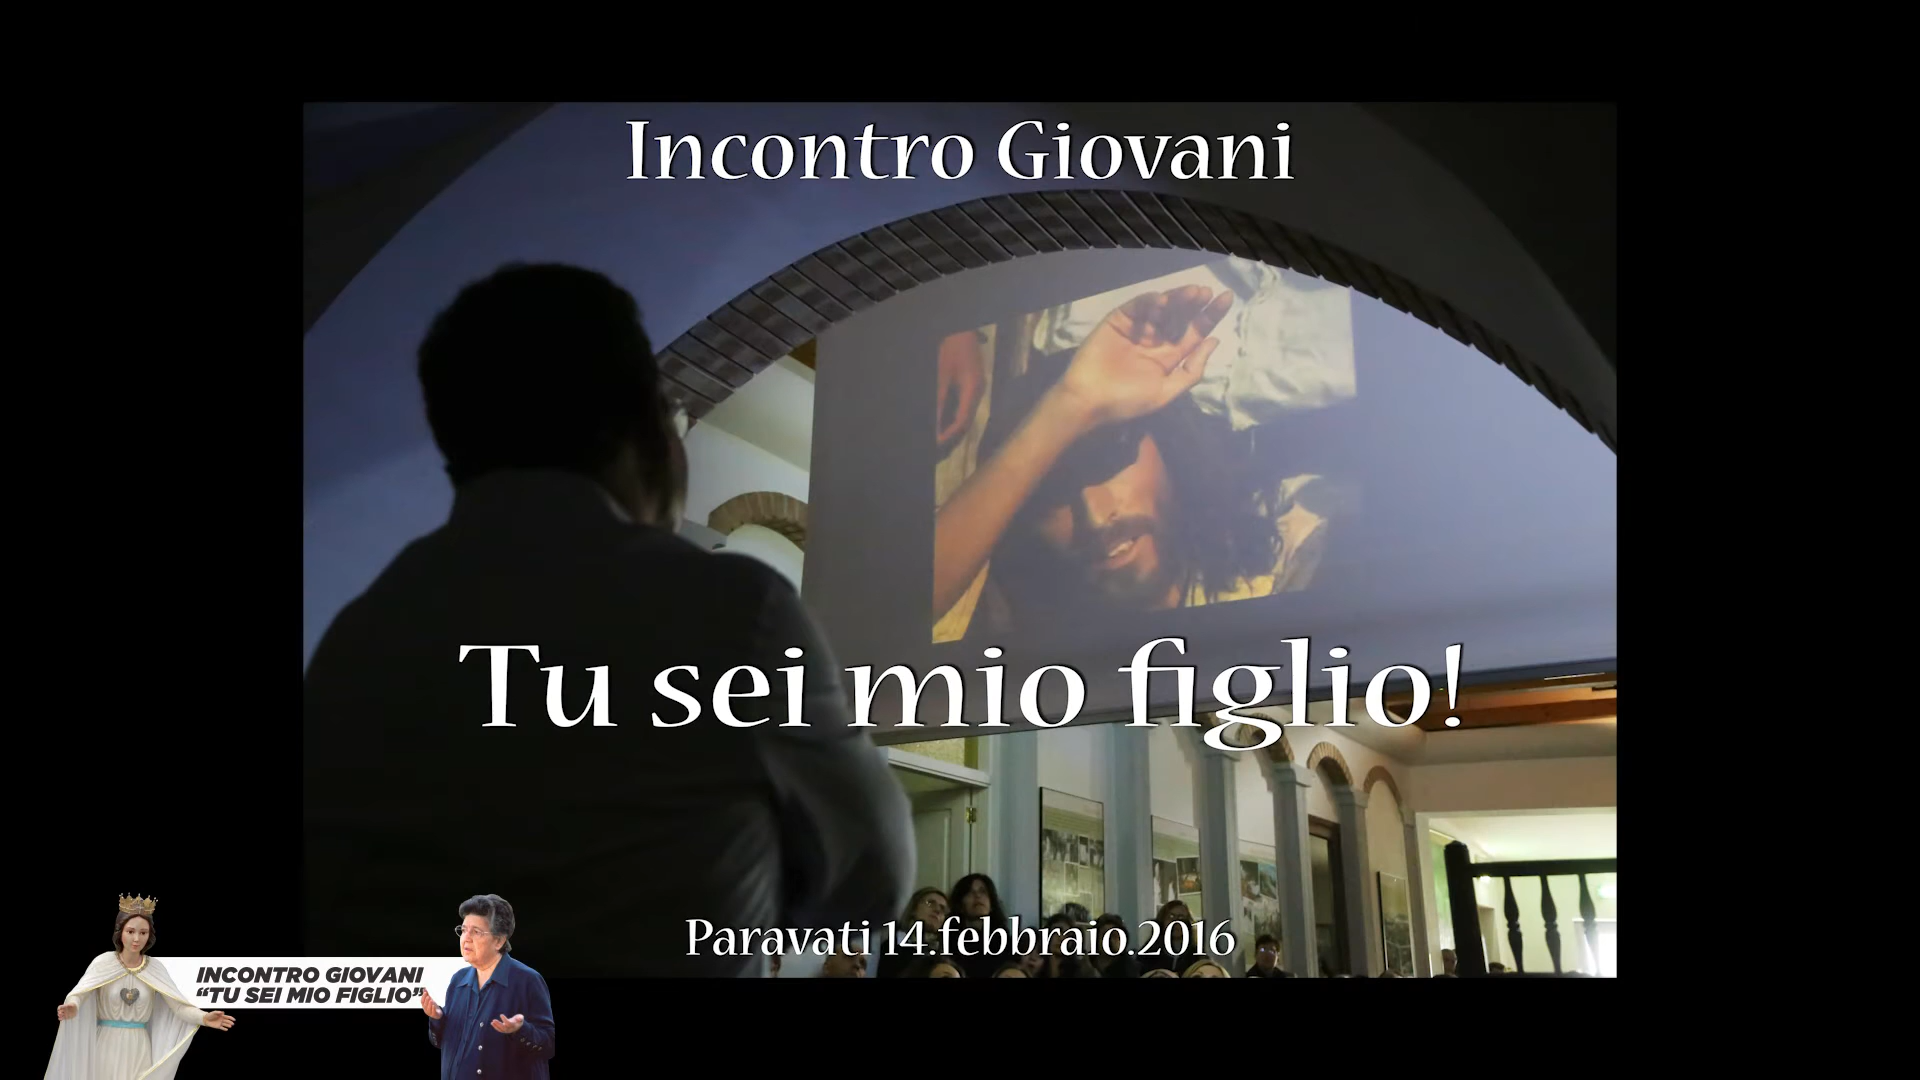 Incontro Giovani
Tu sei mio figlio!
Paravati 14.febbraio.2016
INCONTRO GIOVANI
“TU SEI MIO FIGLIO”